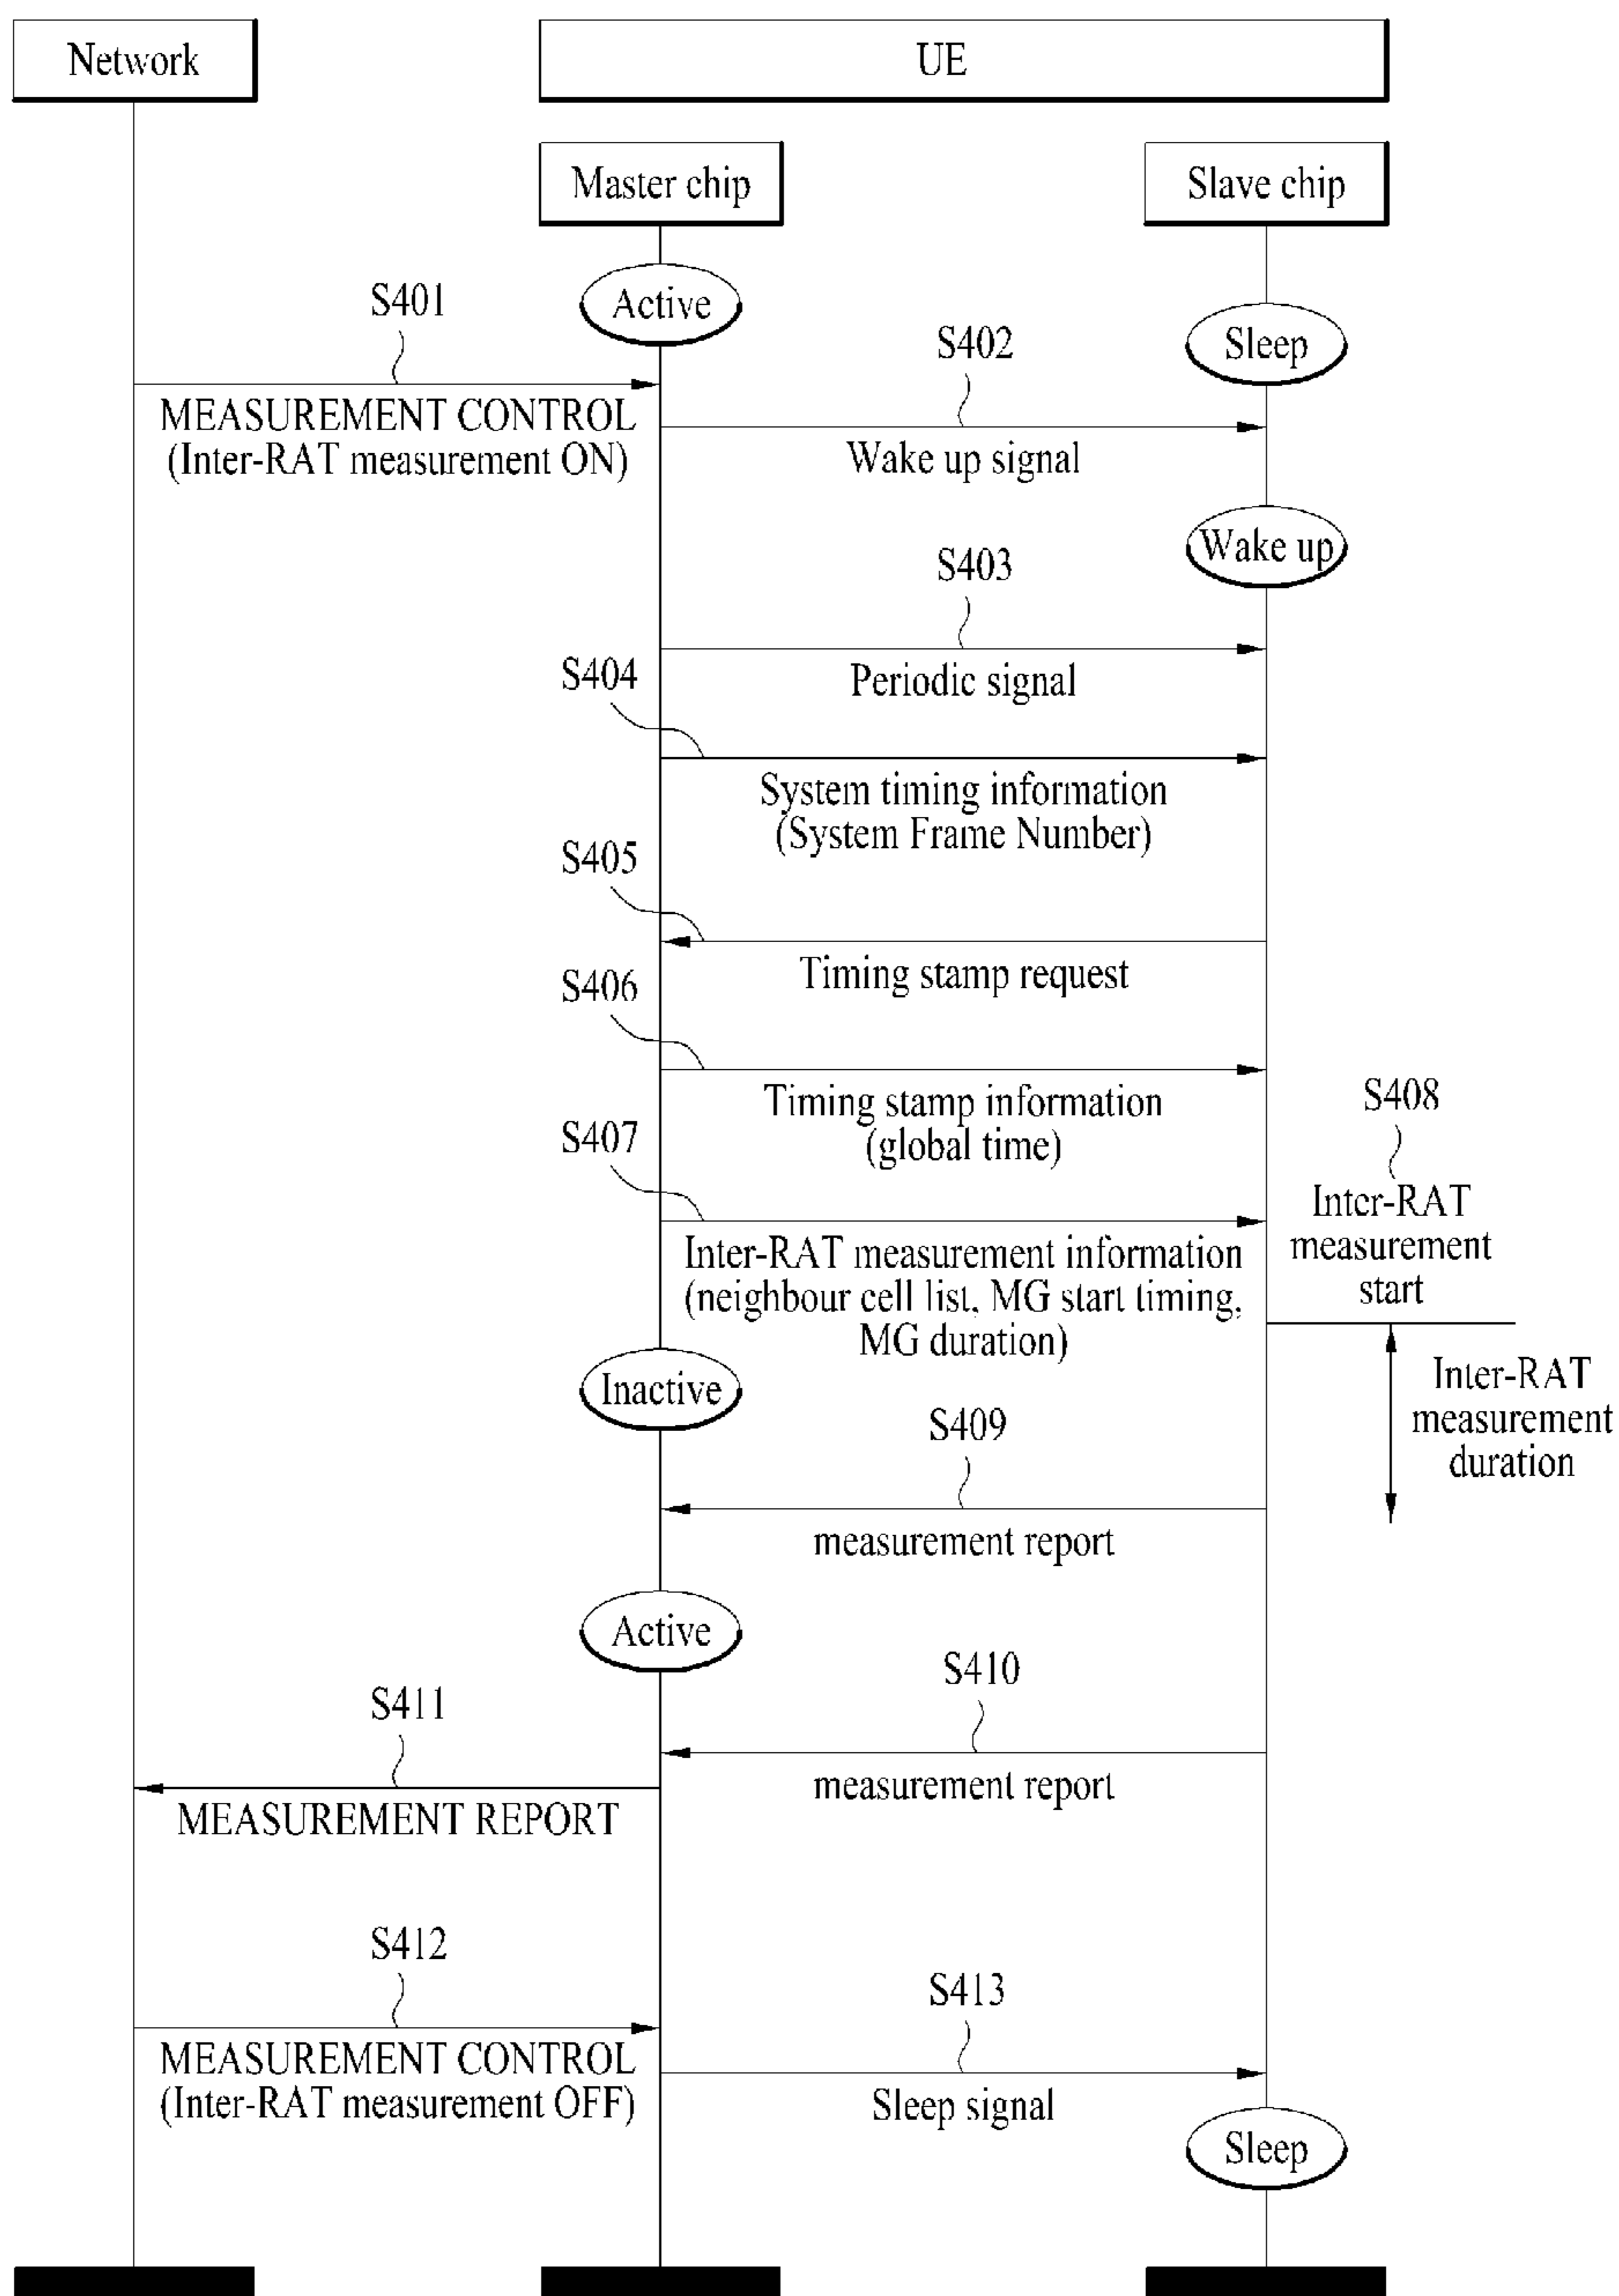 Network
UE
Master chip
Slave chip
Active
S401
Sleep
S402
MEASUREMENT CONTROL
(Inter-RAT measurement ON)
Wake up signal
Wake up
S403
Periodic signal
S404
System timing information
(System Frame Number)
S405
Timing stamp request
S406
Timing stamp information
(global time)
S408
S407
Inter-RAT
measurement
start
Inter-RAT measurement information
(neighbour cell list, MG start timing,
MG duration)
Inactive
Inter-RAT
measurement
duration
S409
measurement report
Active
S410
S411
measurement report
MEASUREMENT REPORT
S412
S413
MEASUREMENT CONTROL
(Inter-RAT measurement OFF)
Sleep signal
Sleep